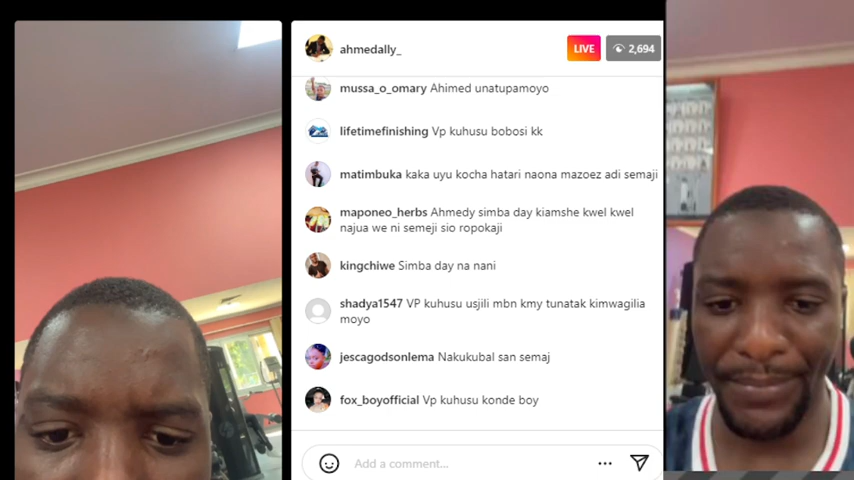 ahmedally_
LIVE
2,694
mussa_o_omary Ahimed unatupamoyo
lifetimefinishing Vp kuhusu bobosi kk
matimbuka kaka uyu kocha hatari naona mazoez adi semaji
maponeo_herbs Ahmedy simba day kiamshe kwel kwel
najua we ni semeji sio ropokaji
kingchiwe Simba day na nani
shadya1547 VP kuhusu usjili mbn kmy tunatak kimwagilia
moyo
jescagodsonlema Nakukubal san semaj
fox_boyofficial Vp kuhusu konde boy
Add a comment...